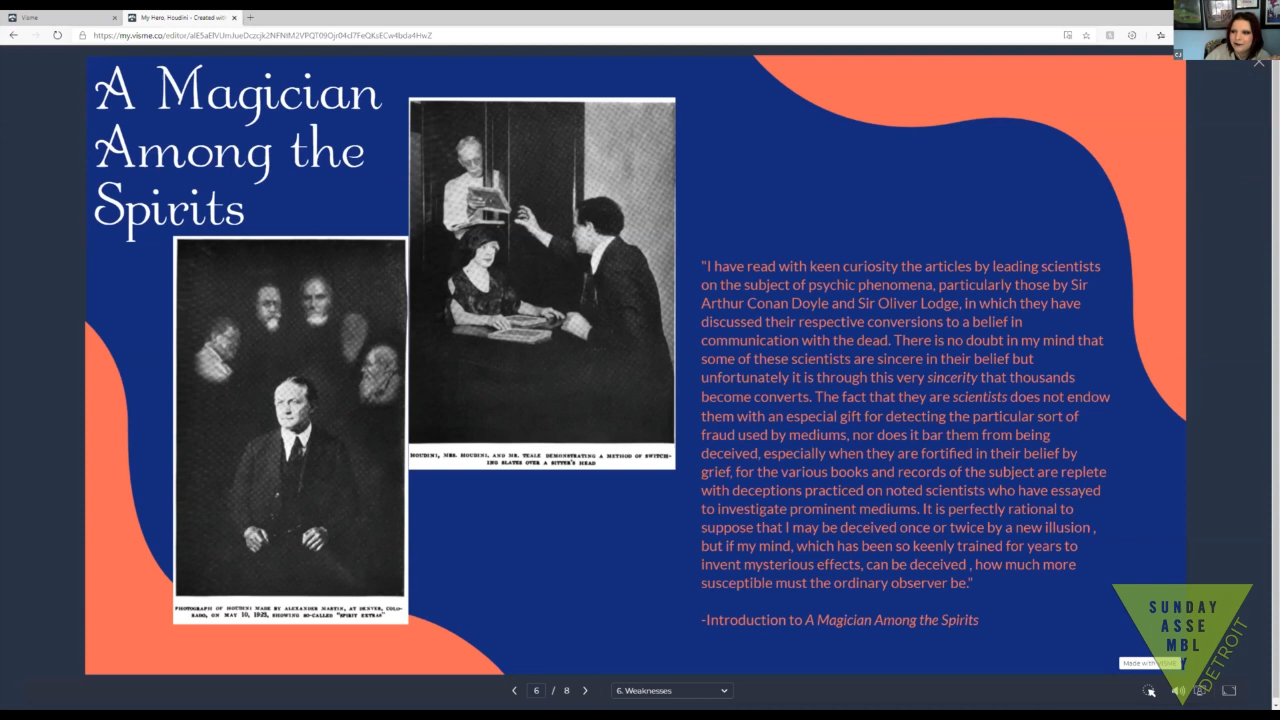 Visme
My Hero, Houdini - Created with
https://my.visme.co/editor/
CJ
A Magician
Among the
Spirits
HOUDINI, MRS. HOUDINI, AND MR. TEALE DEMONSTRATING A METHOD OF SWITCH-
ING SLATES OVER A SITTER'S HEAD
PHOTOGRAPH OF HOUDINI MADE BY ALEXANDER MARTIN, AT DENVER, COLO-
RADO, ON MAY 10, 1923, SHOWING SO-CALLED "SPIRIT EXTRAS"
"I have read with keen curiosity the articles by leading scientists
on the subject of psychic phenomena, particularly those by Sir
Arthur Conan Doyle and Sir Oliver Lodge, in which they have
discussed their respective conversions to a belief in
communication with the dead. There is no doubt in my mind that
some of these scientists are sincere in their belief but
unfortunately it is through this very sincerity that thousands
become converts. The fact that they are scientists does not endow
them with an especial gift for detecting the particular sort of
fraud used by mediums, nor does it bar them from being
deceived, especially when they are fortified in their belief by
grief, for the various books and records of the subject are replete
with deceptions practiced on noted scientists who have essayed
to investigate prominent mediums. It is perfectly rational to
suppose that I may be deceived once or twice by a new illusion ,
but if my mind, which has been so keenly trained for years to
invent mysterious effects, can be deceived , how much more
susceptible must the ordinary observer be."
-Introduction to A Magician Among the Spirits
SUNDAY
ASSE
MBL
Y
DETROIT
Made with
6 / 8
6. Weaknesses